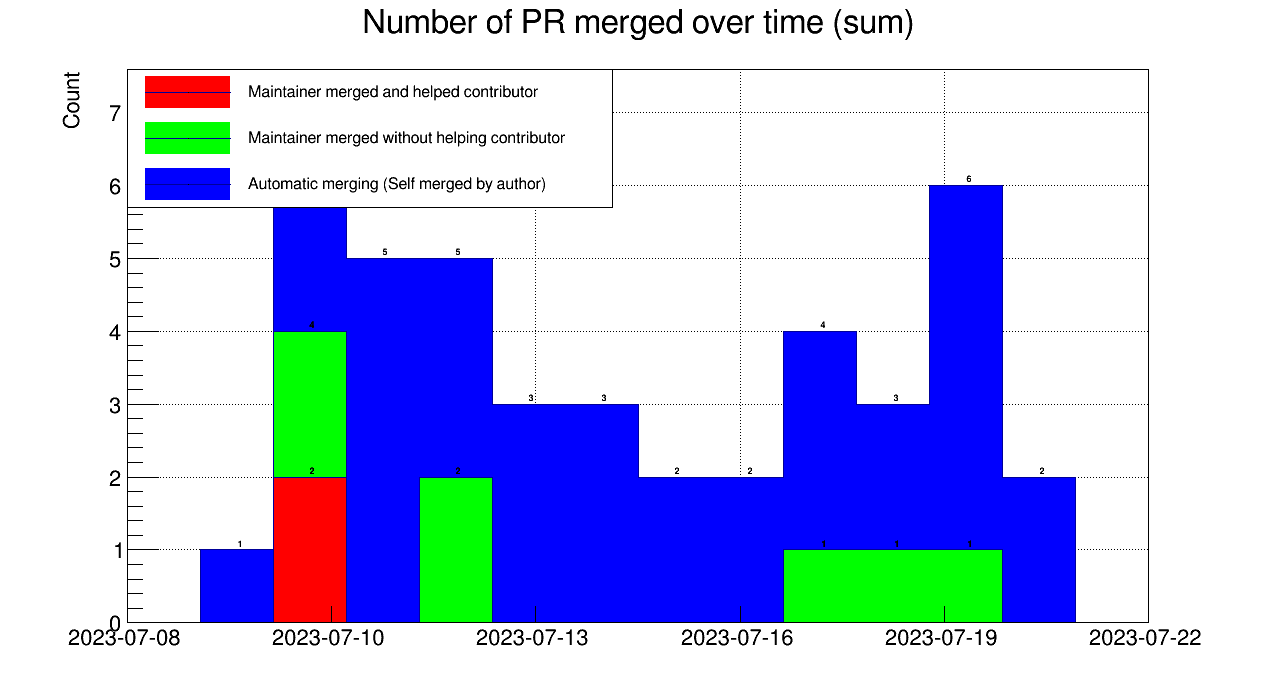 Number of PR merged over time (sum)
Count
Maintainer merged and helped contributor
Maintainer merged without helping contributor
Automatic merging (Self merged by author)
7
6
5
4
3
2
1
0
6
5 5
4 4
3 3 3
2 2 2 2 2
1 1 1 1
2023-07-08 2023-07-10 2023-07-13 2023-07-16 2023-07-19 2023-07-22